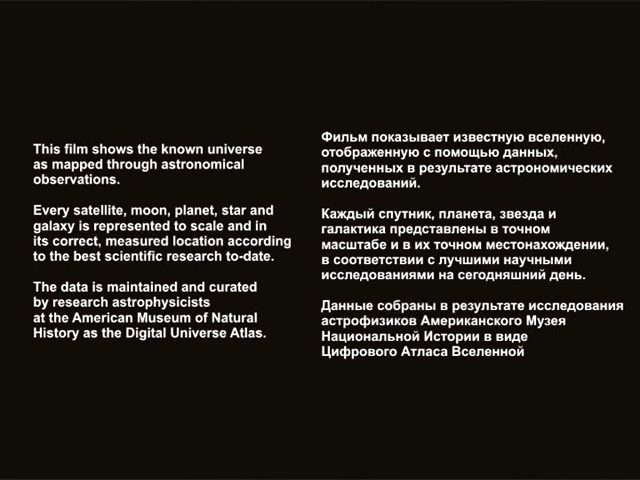 This film shows the known universe
as mapped through astronomical
observations.
Every satellite, moon, planet, star and
galaxy is represented to scale and in
its correct, measured location according
to the best scientific research to-date.
The data is maintained and curated
by research astrophysicists
at the American Museum of Natural
History as the Digital Universe Atlas.
Фильм показывает известную вселенную,
отображенную с помощью данных,
полученных в результате астрономических
исследований.
Каждый спутник, планета, звезда и
галактика представлены в точном
масштабе и в их точном местонахождении,
в соответствии с лучшими научными
исследованиями на сегодняшний день.
Данные собраны в результате исследования
астрофизиков Американского Музея
Национальной Истории в виде
Цифрового Атласа Вселенной